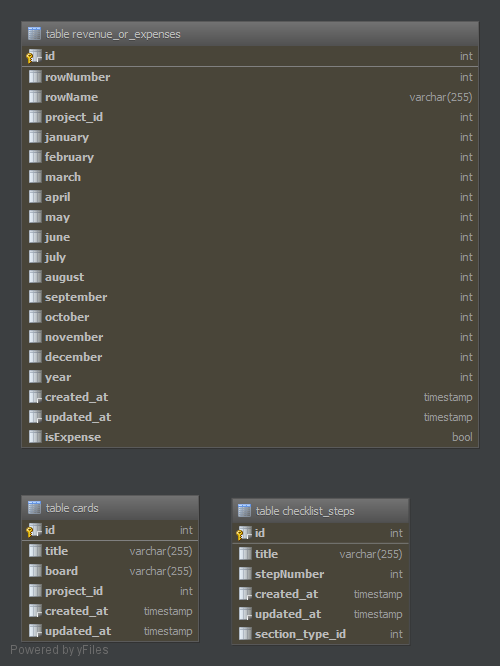 table revenue_or_expenses
id int
rowNumber int
rowName varchar(255)
project_id int
january int
february int
march int
april int
may int
june int
july int
august int
september int
october int
november int
december int
year int
created_at timestamp
updated_at timestamp
isExpense bool
table cards
id int
title varchar(255)
board varchar(255)
project_id int
created_at timestamp
updated_at timestamp
table checklist_steps
id int
title varchar(255)
stepNumber int
created_at timestamp
updated_at timestamp
section_type_id int
Powered by yFiles